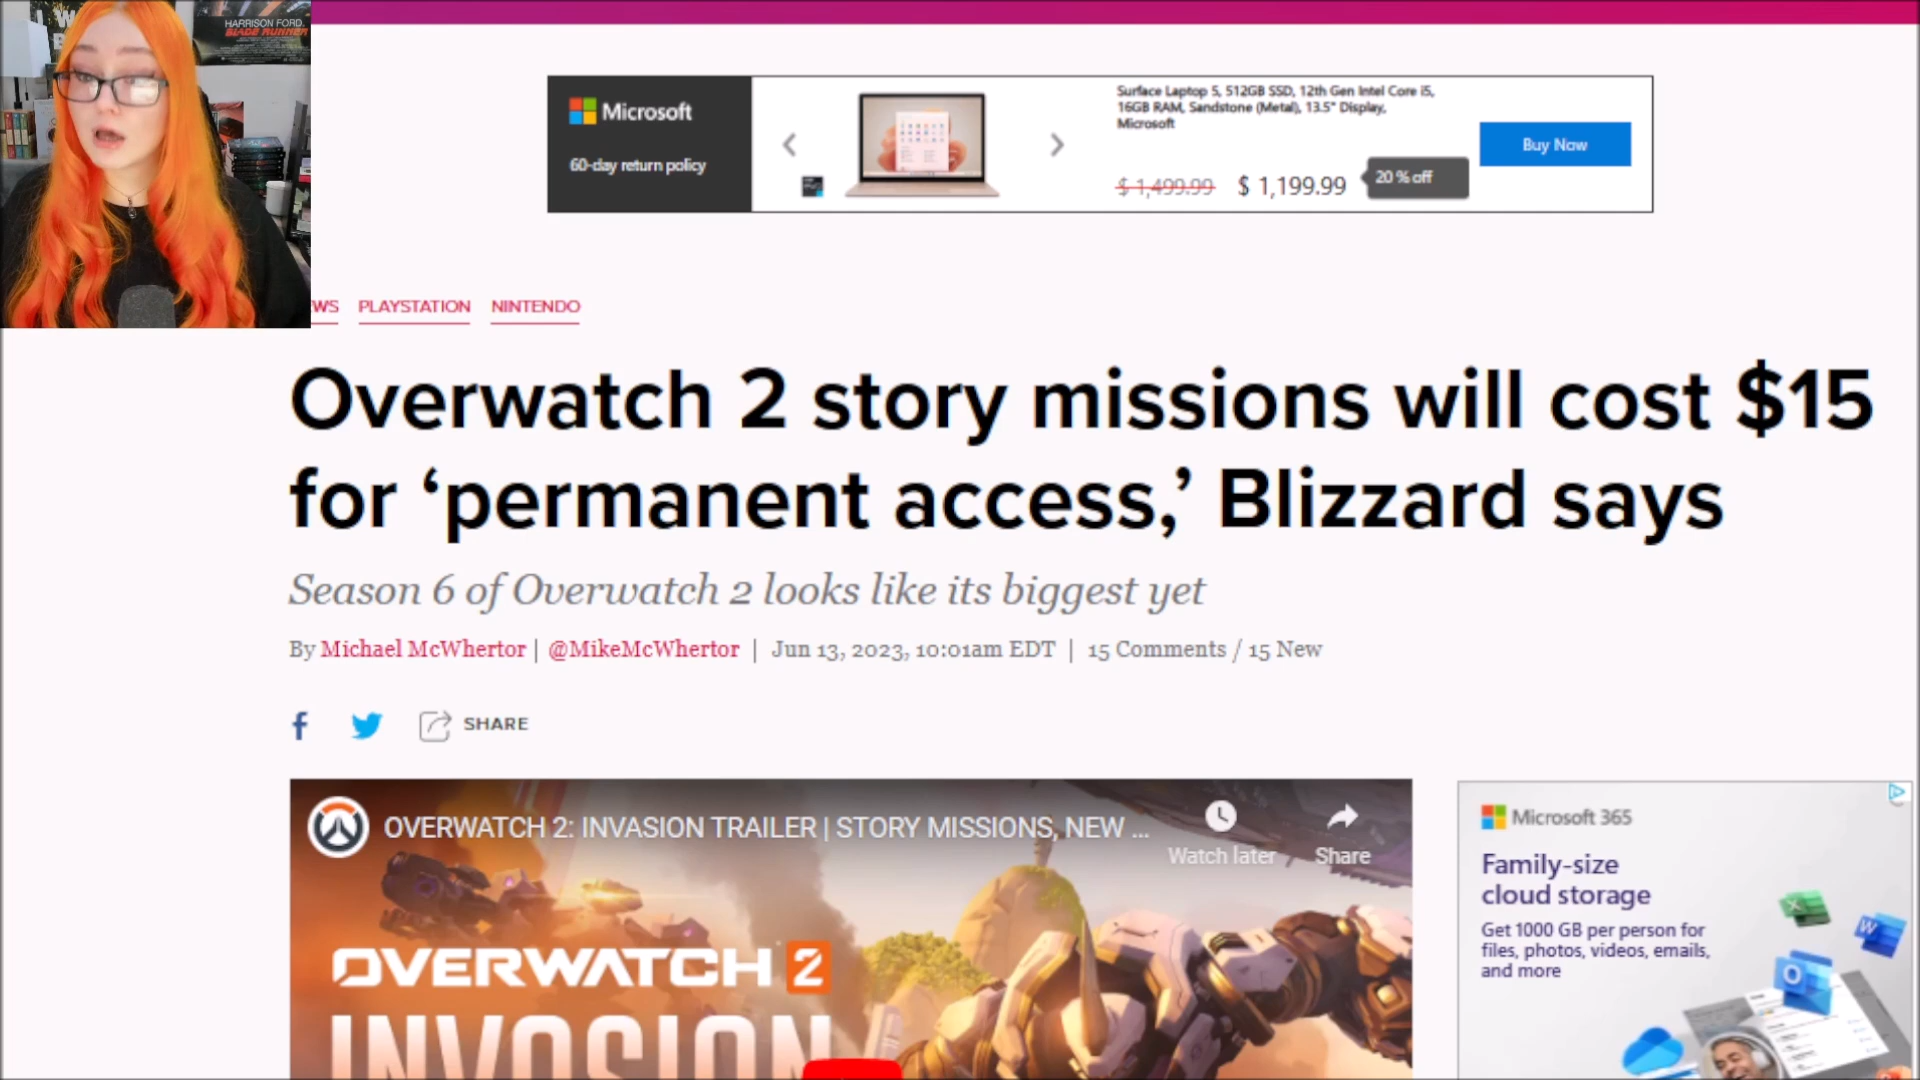 HARRISON FORD
BLADE RUNNER
Microsoft
60-day return policy
Surface Laptop 5, 512GB SSD, 12th Gen Intel Core i5,
16GB RAM, Sandstone (Metal), 13.5" Display,
Microsoft
$ 1,499.99 $ 1,199.99 20 % off
Buy Now
WS PLAYSTATION NINTENDO
Overwatch 2 story missions will cost $15
for ‘permanent access,’ Blizzard says
Season 6 of Overwatch 2 looks like its biggest yet
By Michael McWhertor | @MikeMcWhertor | Jun 13, 2023, 10:01am EDT | 15 Comments / 15 New
SHARE
OVERWATCH 2: INVASION TRAILER | STORY MISSIONS, NEW ...
Watch later
Share
OVERWATCH 2
INVASION
Microsoft 365
Family-size
cloud storage
Get 1000 GB per person for
files, photos, videos, emails,
and more